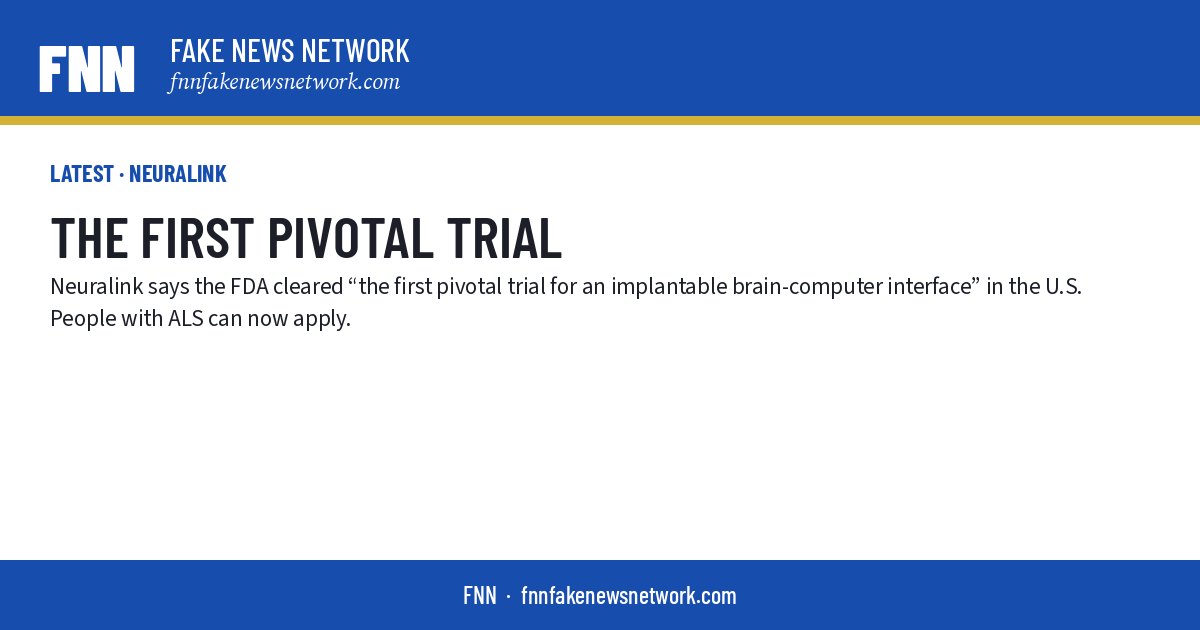 FNN
FAKE NEWS NETWORK
fnnfakenewsnetwork.com
LATEST · NEURALINK
THE FIRST PIVOTAL TRIAL
Neuralink says the FDA cleared “the first pivotal trial for an implantable brain-computer interface” in the U.S.
People with ALS can now apply.
FNN · fnnfakenewsnetwork.com